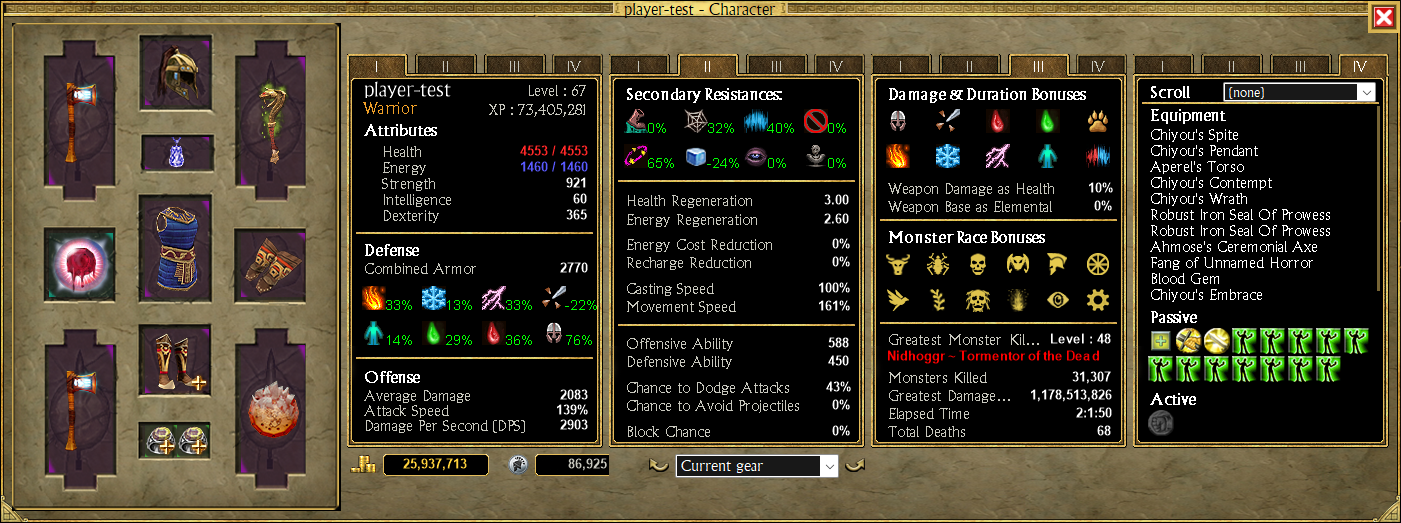 player-test - Character
I II III IV
player-test Level : 67
Warrior XP : 73,405,281
Attributes
Health 4553 / 4553
Energy 1460 / 1460
Strength 921
Intelligence 60
Dexterity 365
Defense
Combined Armor 2770
33% 13% 33% -22%
14% 29% 36% 76%
Offense
Average Damage 2083
Attack Speed 139%
Damage Per Second [DPS] 2903
I II III IV
Secondary Resistances:
0% 32% 40% 0%
65% -24% 0% 0%
Health Regeneration 3.00
Energy Regeneration 2.60
Energy Cost Reduction 0%
Recharge Reduction 0%
Casting Speed 100%
Movement Speed 161%
Offensive Ability 588
Defensive Ability 450
Chance to Dodge Attacks 43%
Chance to Avoid Projectiles 0%
Block Chance 0%
I II III IV
Damage & Duration Bonuses
Weapon Damage as Health 10%
Weapon Base as Elemental 0%
Monster Race Bonuses
Greatest Monster Kil... Level : 48
Nidhoggr ~ Tormentor of the Dead
Monsters Killed 31,307
Greatest Damage... 1,178,513,826
Elapsed Time 2:1:50
Total Deaths 68
I II III IV
Scroll (none)
Equipment
Chiyou's Spite
Chiyou's Pendant
Aperel's Torso
Chiyou's Contempt
Chiyou's Wrath
Robust Iron Seal Of Prowess
Robust Iron Seal Of Prowess
Ahmose's Ceremonial Axe
Fang of Unnamed Horror
Blood Gem
Chiyou's Embrace
Passive
Active
25,937,713 86,925 Current gear